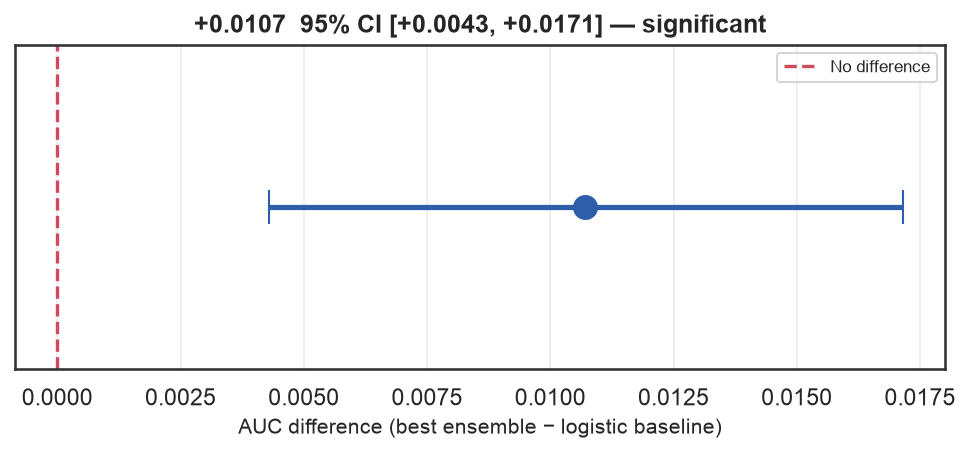 +0.0107  95% CI [+0.0043, +0.0171] — significant
No difference
0.0000 0.0025 0.0050 0.0075 0.0100 0.0125 0.0150 0.0175
AUC difference (best ensemble − logistic baseline)